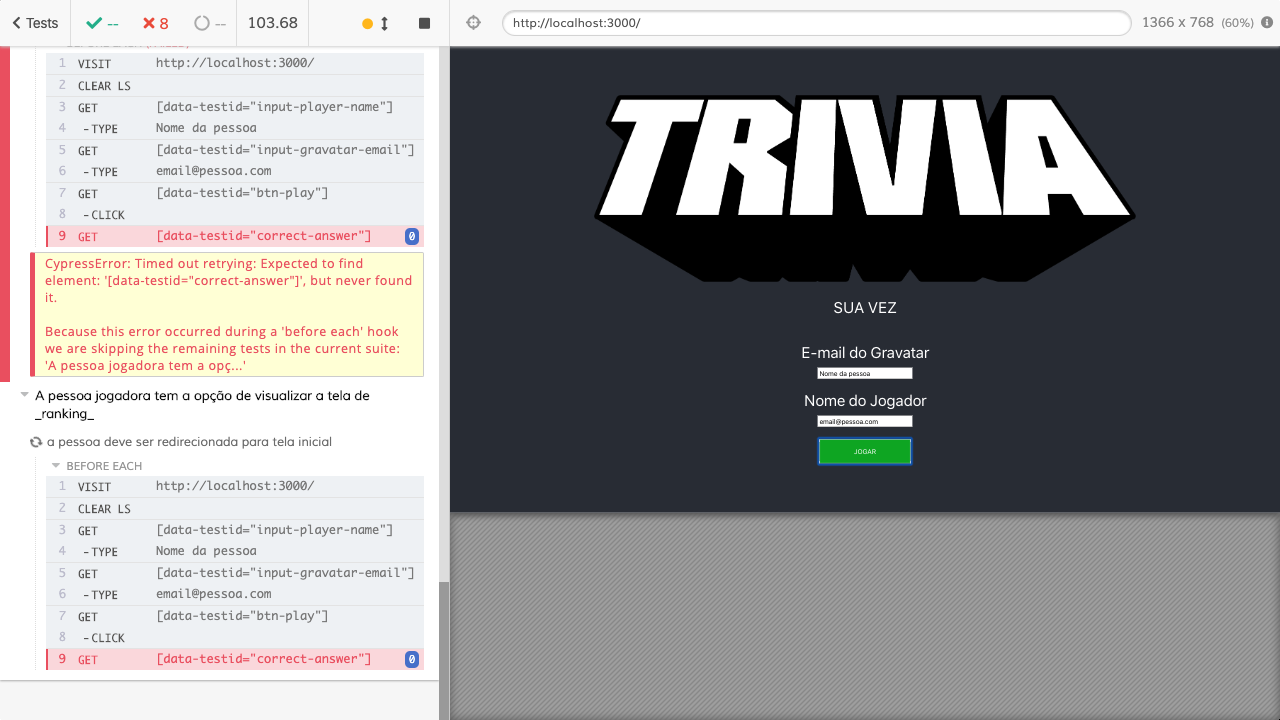 Tests
--
8
--
103.68
1 VISIT http://localhost:3000/
2 CLEAR LS
3 GET [data-testid="input-player-name"]
4 -TYPE Nome da pessoa
5 GET [data-testid="input-gravatar-email"]
6 -TYPE email@pessoa.com
7 GET [data-testid="btn-play"]
8 -CLICK
9 GET [data-testid="correct-answer"] 0
CypressError: Timed out retrying: Expected to find
element: '[data-testid="correct-answer"]', but never found
it.
Because this error occurred during a 'before each' hook
we are skipping the remaining tests in the current suite:
'A pessoa jogadora tem a opç...'
A pessoa jogadora tem a opção de visualizar a tela de
_ranking_
a pessoa deve ser redirecionada para tela inicial
BEFORE EACH
1 VISIT http://localhost:3000/
2 CLEAR LS
3 GET [data-testid="input-player-name"]
4 -TYPE Nome da pessoa
5 GET [data-testid="input-gravatar-email"]
6 -TYPE email@pessoa.com
7 GET [data-testid="btn-play"]
8 -CLICK
9 GET [data-testid="correct-answer"] 0
http://localhost:3000/
1366 x 768 (60%)
TRIVIA
SUA VEZ
E-mail do Gravatar
Nome da pessoa
Nome do Jogador
email@pessoa.com
JOGAR